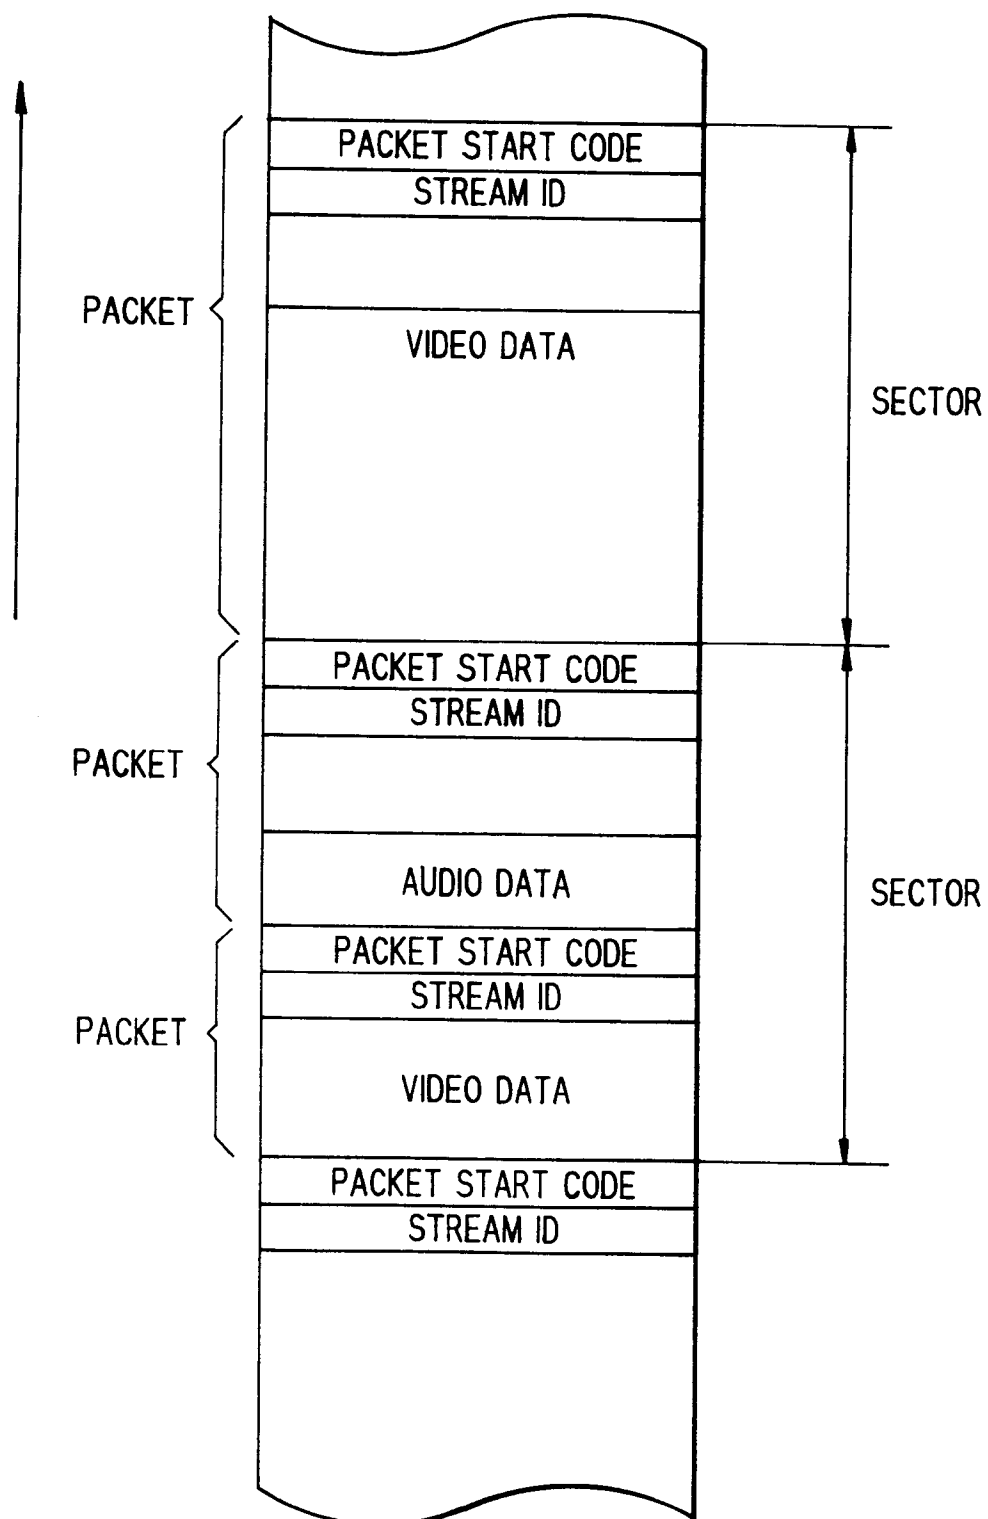 PACKET START CODE
STREAM ID
PACKET
VIDEO DATA
SECTOR
PACKET START CODE
STREAM ID
PACKET
AUDIO DATA
SECTOR
PACKET START CODE
STREAM ID
PACKET
VIDEO DATA
PACKET START CODE
STREAM ID